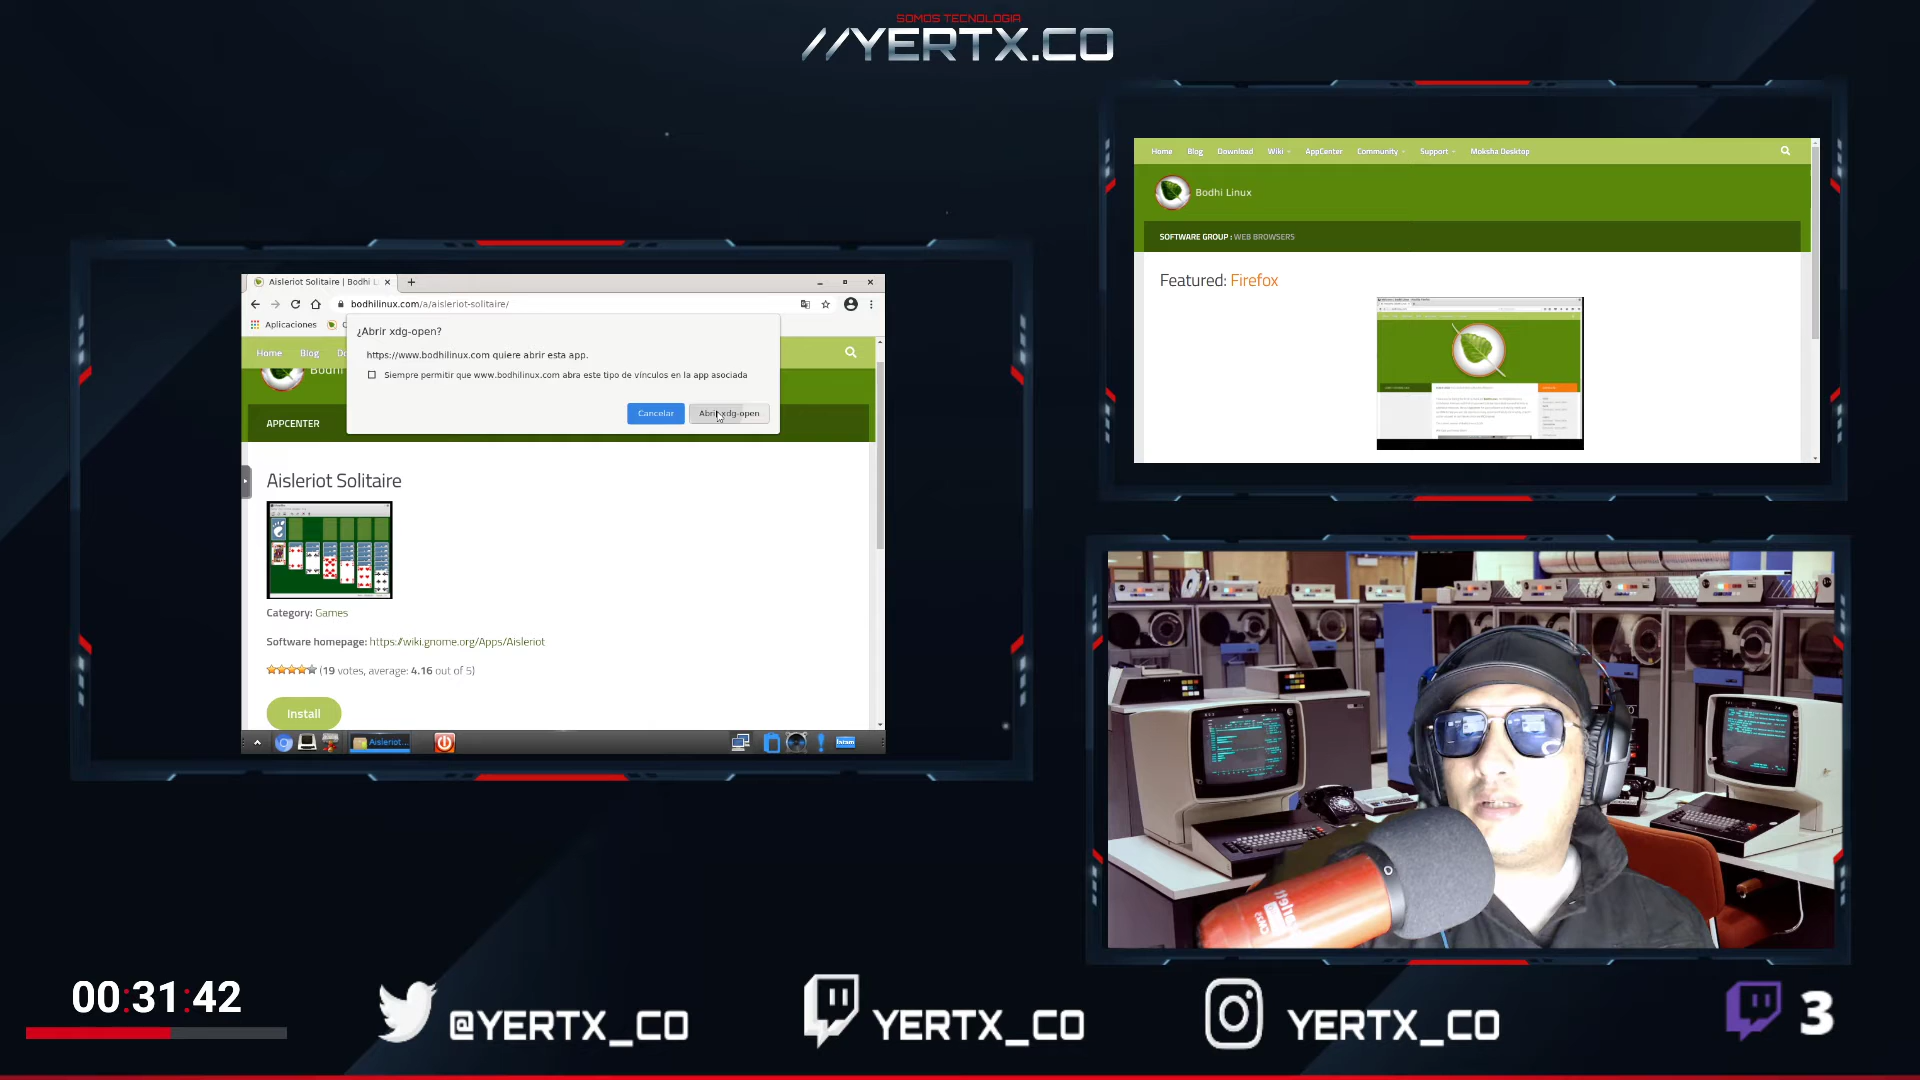 SOMOS TECNOLOGIA
//YERTX.CO
Aisleriot Solitaire | Bodhi L
bodhilinux.com/a/aisleriot-solitaire/
Aplicaciones
¿Abrir xdg-open?
https://www.bodhilinux.com quiere abrir esta app.
Siempre permitir que www.bodhilinux.com abra este tipo de vínculos en la app asociada
Cancelar
Abrir xdg-open
Home Blog
Bodhi
APPCENTER
Aisleriot Solitaire
Category: Games
Software homepage: https://wiki.gnome.org/Apps/Aisleriot
(19 votes, average: 4.16 out of 5)
Install
Aisleriot...
Home Blog Download Wiki AppCenter Community Support Moksha Desktop
Bodhi Linux
SOFTWARE GROUP : WEB BROWSERS
Featured: Firefox
00:31:42
@YERTX_CO
YERTX_CO
YERTX_CO
3